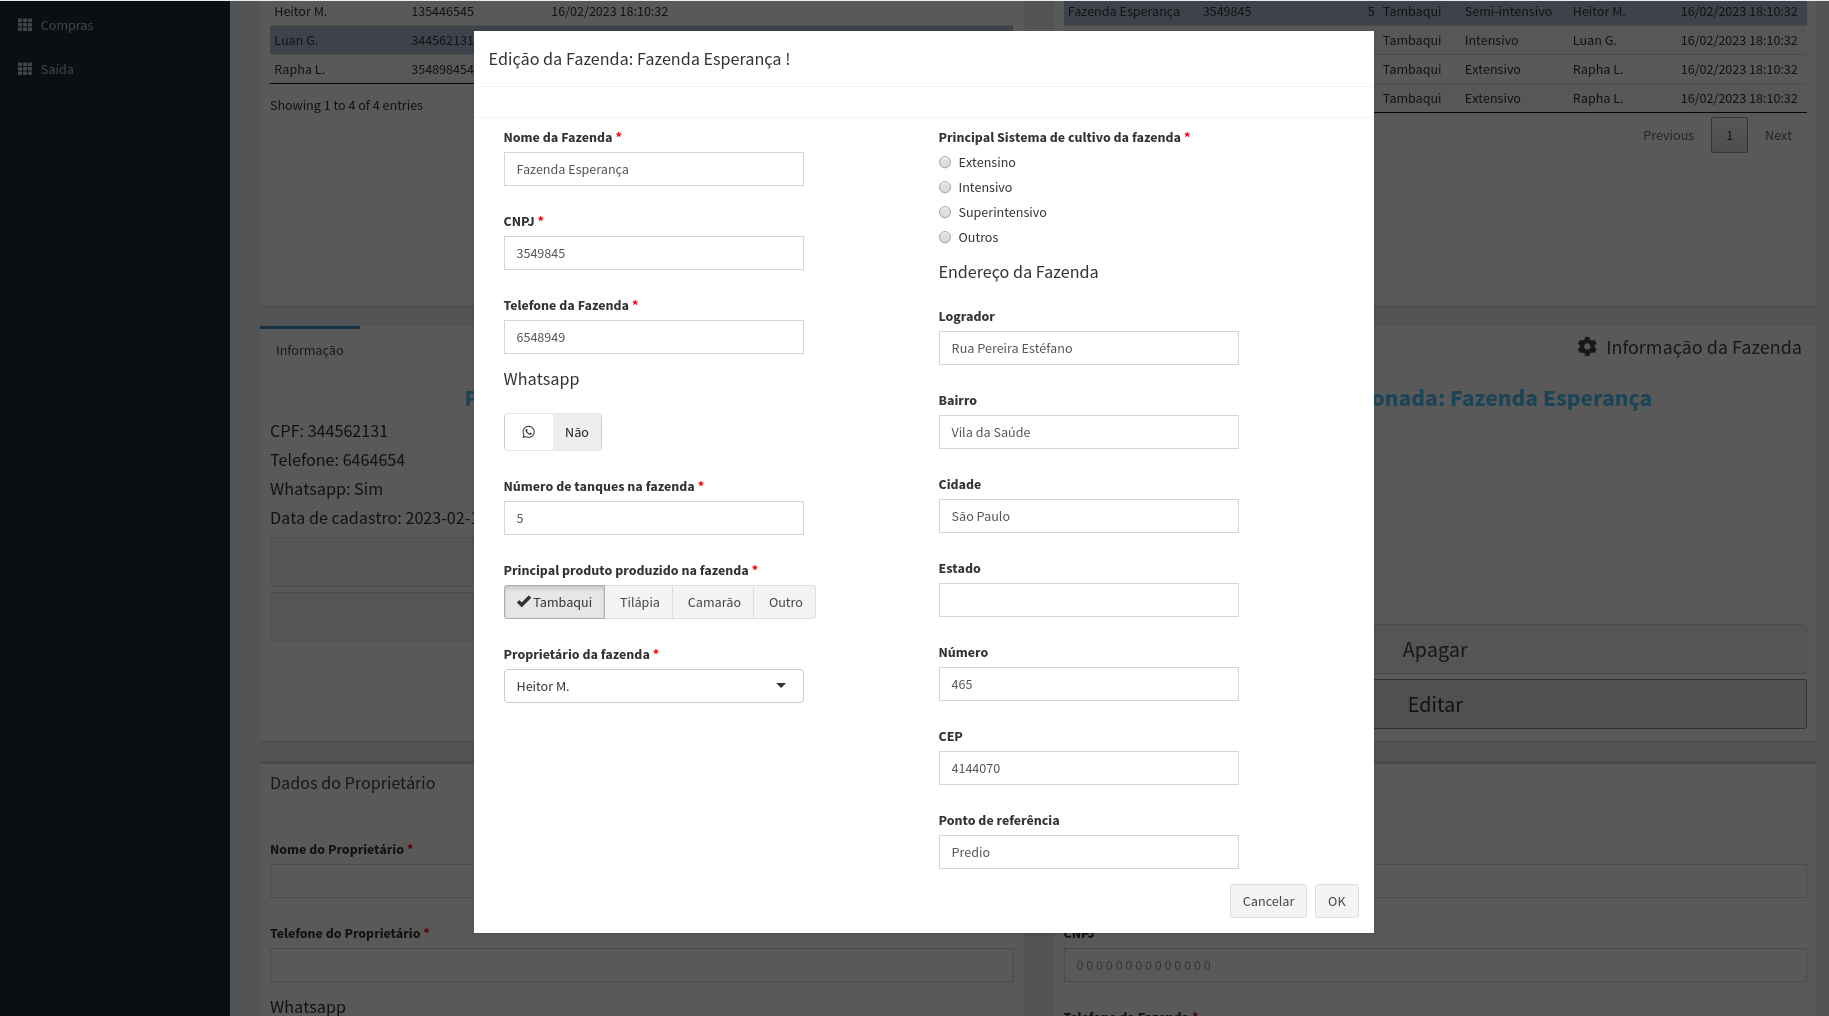 Compras
Saida
Heitor M. 135446545 16/02/2023 18:10:32
Luan G. 344562131
Rapha L. 354898454
Showing 1 to 4 of 4 entries
Fazenda Esperança 3549845 5 Tambaqui Semi-intensivo Heitor M. 16/02/2023 18:10:32
Tambaqui Intensivo Luan G. 16/02/2023 18:10:32
Tambaqui Extensivo Rapha L. 16/02/2023 18:10:32
Tambaqui Extensivo Rapha L. 16/02/2023 18:10:32
Previous 1 Next
Edição da Fazenda: Fazenda Esperança !
Nome da Fazenda *
Fazenda Esperança
CNPJ *
3549845
Telefone da Fazenda *
6548949
Whatsapp
Não
Número de tanques na fazenda *
5
Principal produto produzido na fazenda *
Tambaqui Tilápia Camarão Outro
Proprietário da fazenda *
Heitor M.
Principal Sistema de cultivo da fazenda *
Extensino
Intensivo
Superintensivo
Outros
Endereço da Fazenda
Logrador
Rua Pereira Estéfano
Bairro
Vila da Saúde
Cidade
São Paulo
Estado
Número
465
CEP
4144070
Ponto de referência
Predio
Cancelar OK
Informação
CPF: 344562131
Telefone: 6464654
Whatsapp: Sim
Data de cadastro: 2023-02-
Informação da Fazenda
onada: Fazenda Esperança
Apagar
Editar
Dados do Proprietário
Nome do Proprietário *
Telefone do Proprietário *
Whatsapp
CNPJ
00000000000000
Telefone da Fazenda *